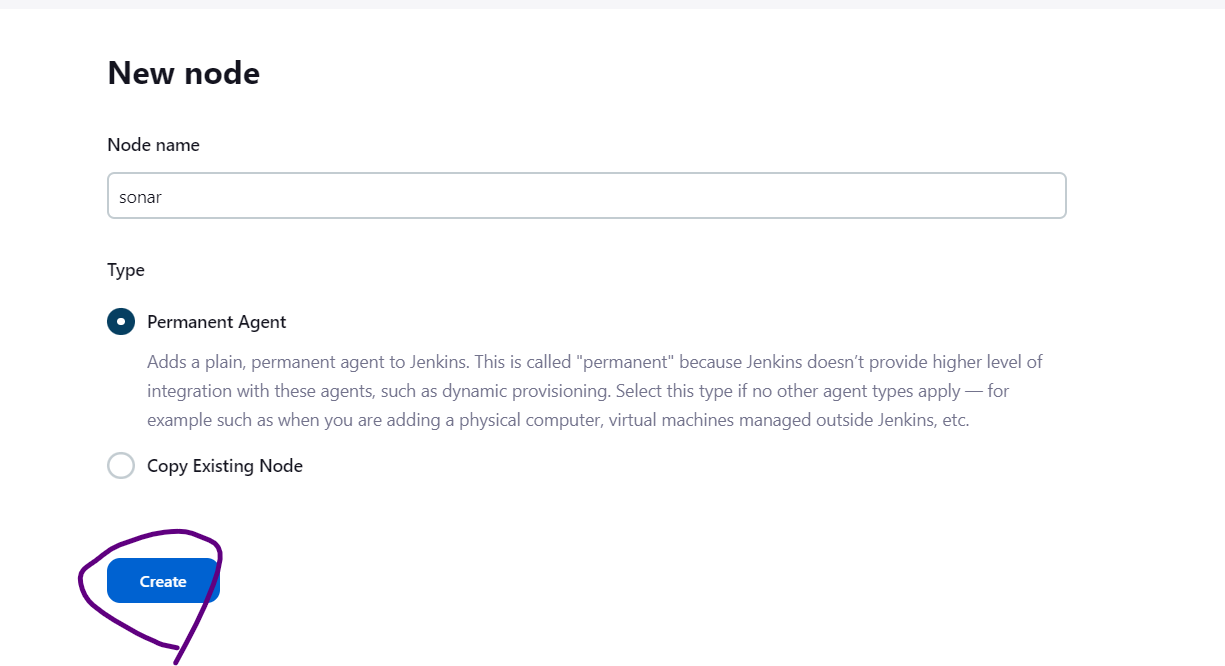 New node
Node name
sonar
Type
Permanent Agent
Adds a plain, permanent agent to Jenkins. This is called "permanent" because Jenkins doesn’t provide higher level of
integration with these agents, such as dynamic provisioning. Select this type if no other agent types apply — for
example such as when you are adding a physical computer, virtual machines managed outside Jenkins, etc.
Copy Existing Node
Create